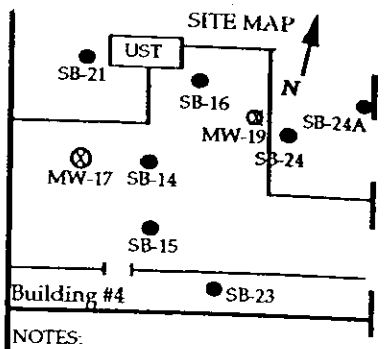 SITE MAP
UST
SB-21
SB-16
N
SB-24A
MW-19
SB-24
MW-17
SB-14
SB-15
Building #4
SB-23
NOTES: